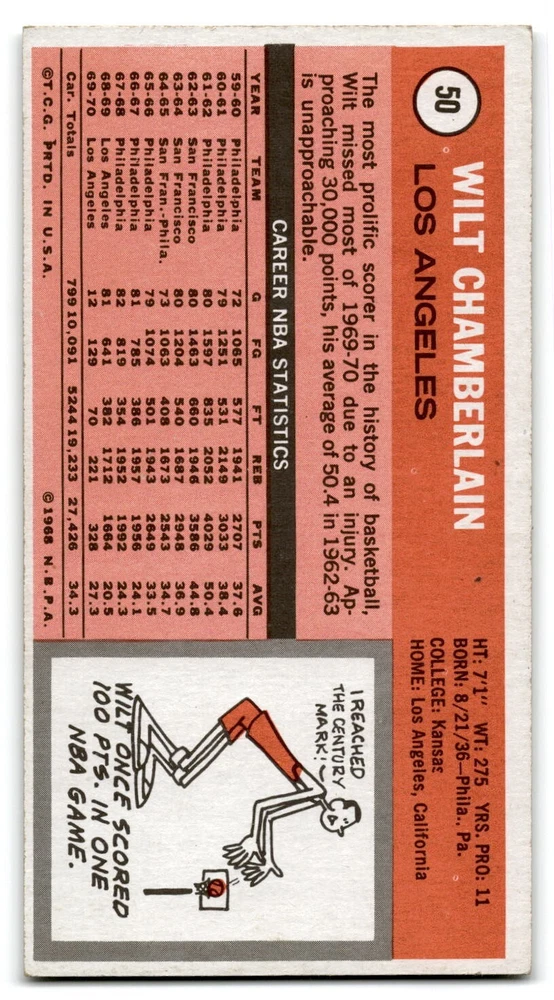 50
WILT CHAMBERLAIN
LOS ANGELES
HT: 7'1" WT: 275 YRS. PRO: 11
BORN: 8/21/36—Phila., Pa.
COLLEGE: Kansas
HOME: Los Angeles, California
The most prolific scorer in the history of basketball,
Wilt missed most of 1969-70 due to an injury. Ap-
proaching 30,000 points, his average of 50.4 in 1962-63
is unapproachable.
CAREER NBA STATISTICS
YEAR TEAM G FG FT REB PTS AVG
59-60 Philadelphia 72 1065 577 1941 2707 37.6
60-61 Philadelphia 79 1251 531 2149 3033 38.4
61-62 Philadelphia 80 1597 835 2052 4029 50.4
62-63 San Francisco 80 1463 660 1946 3586 44.8
63-64 San Francisco 80 1204 540 1687 2948 36.9
64-65 San Fran.-Phila. 73 1063 408 1673 2543 34.7
65-66 Philadelphia 79 1074 501 1943 2649 33.5
66-67 Philadelphia 81 785 386 1957 1956 24.1
67-68 Philadelphia 82 819 354 1952 1992 24.3
68-69 Los Angeles 81 641 382 1712 1664 20.5
69-70 Los Angeles 12 129 70 221 328 27.3
Car. Totals 799 10,091 5244 19,233 27,426 34.3
©T.C.G. PRTD. IN U.S.A. ©1968 N.B.P.A.
I REACHED
THE CENTURY
MARK!
WILT ONCE SCORED
100 PTS. IN ONE
NBA GAME.